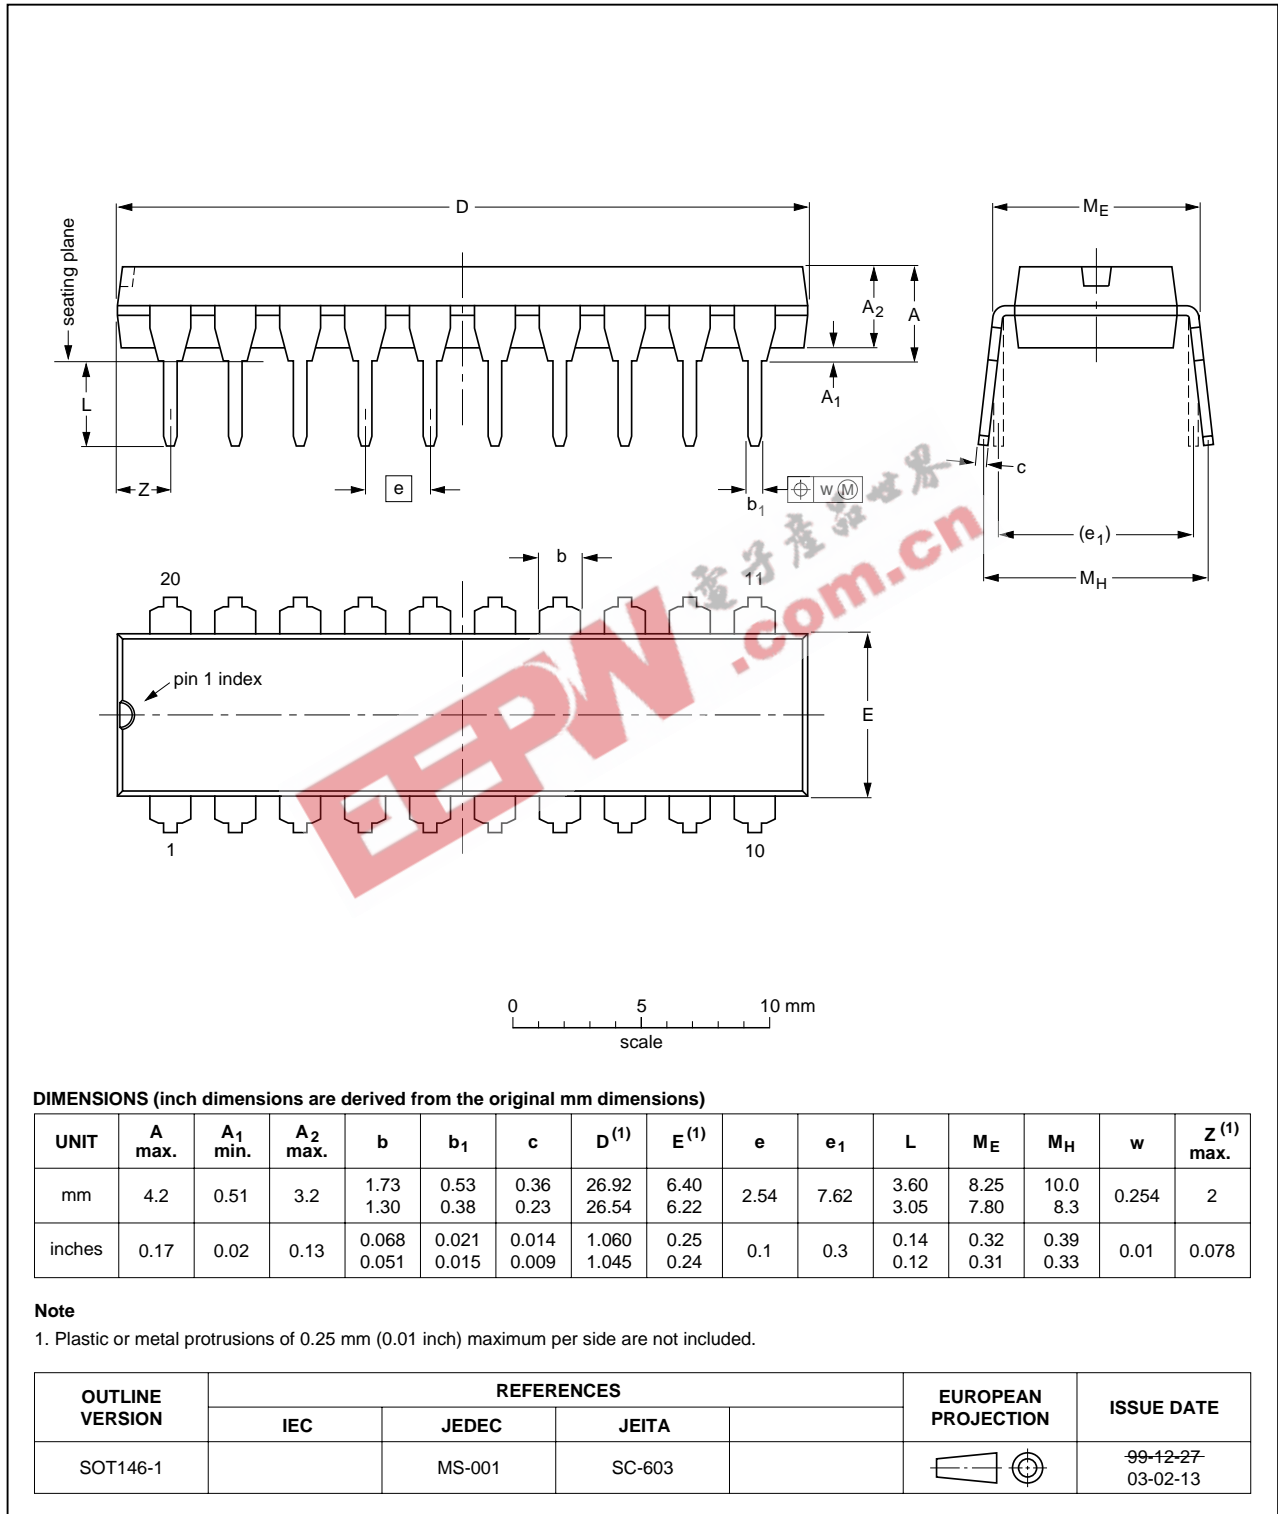 D
M E
seating plane
A 2
A
A 1
L
Z
e
b 1
w M
c
(e 1)
M H
b
20
11
pin 1 index
E
1
10
電子產品世界
EEPW .com.cn
0 5 10 mm
scale
DIMENSIONS (inch dimensions are derived from the original mm dimensions)
UNIT A max. A1 min. A2 max. b b1 c D(1) E(1) e e1 L ME MH w Z(1) max.
mm 4.2 0.51 3.2 1.73 1.30 0.53 0.38 0.36 0.23 26.92 26.54 6.40 6.22 2.54 7.62 3.60 3.05 8.25 7.80 10.0 8.3 0.254 2
inches 0.17 0.02 0.13 0.068 0.051 0.021 0.015 0.014 0.009 1.060 1.045 0.25 0.24 0.1 0.3 0.14 0.12 0.32 0.31 0.39 0.33 0.01 0.078
Note
1. Plastic or metal protrusions of 0.25 mm (0.01 inch) maximum per side are not included.
OUTLINE VERSION REFERENCES EUROPEAN PROJECTION ISSUE DATE
IEC JEDEC JEITA
SOT146-1 MS-001 SC-603 99-12-27
03-02-13